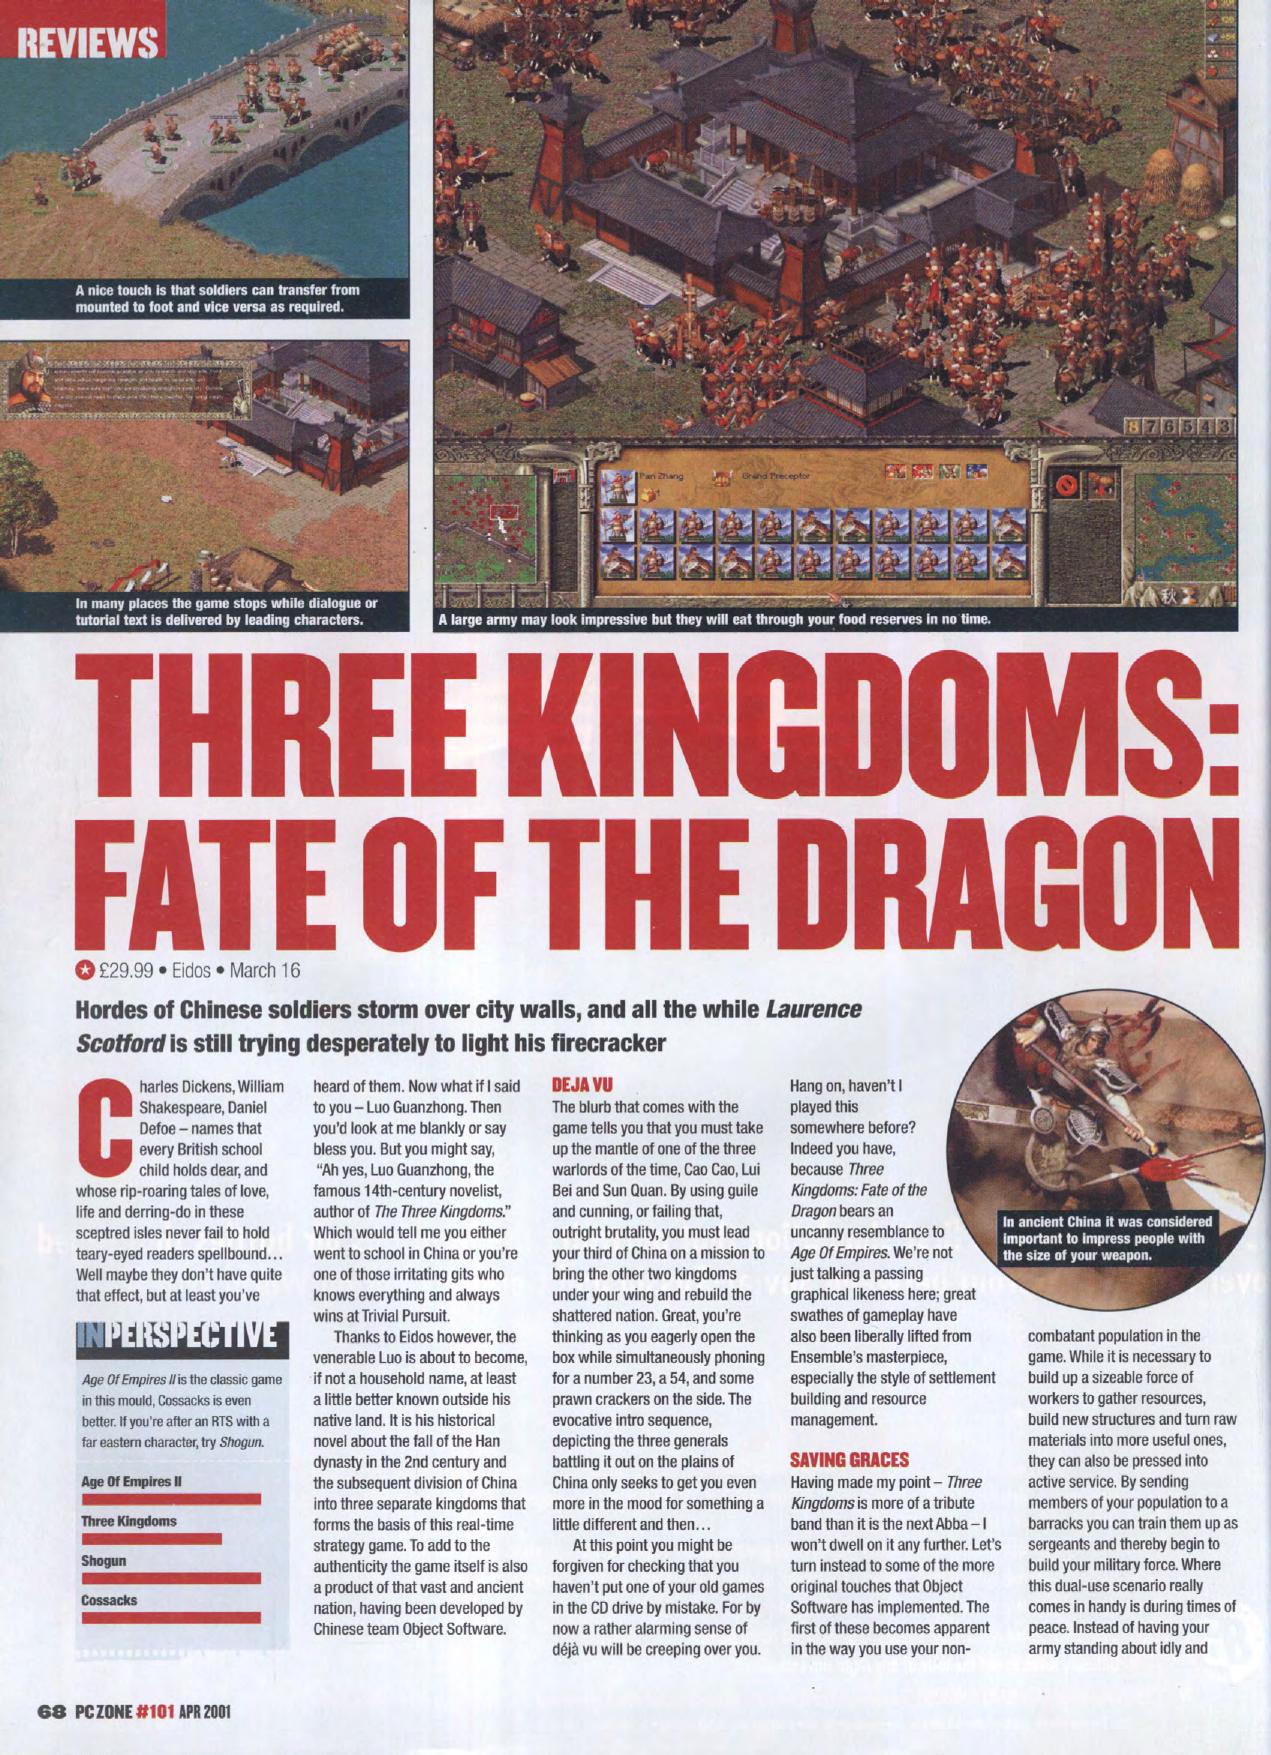 REVIEWS
A nice touch is that soldiers can transfer from
mounted to foot and vice versa as required.
In many places the game stops while dialogue or
tutorial text is delivered by leading characters.
8 7 6 5 4 3
Pan Zhang
Grand Preceptor
秋
A large army may look impressive but they will eat through your food reserves in no time.
THREE KINGDOMS:
FATE OF THE DRAGON
£29.99 • Eidos • March 16
Hordes of Chinese soldiers storm over city walls, and all the while Laurence
Scotford is still trying desperately to light his firecracker
Charles Dickens, William
Shakespeare, Daniel
Defoe – names that
every British school
child holds dear, and
whose rip-roaring tales of love,
life and derring-do in these
sceptred isles never fail to hold
teary-eyed readers spellbound…
Well maybe they don't have quite
that effect, but at least you've
INPERSPECTIVE
Age Of Empires II is the classic game
in this mould, Cossacks is even
better. If you're after an RTS with a
far eastern character, try Shogun.
Age Of Empires II
Three Kingdoms
Shogun
Cossacks
heard of them. Now what if I said
to you – Luo Guanzhong. Then
you'd look at me blankly or say
bless you. But you might say,
"Ah yes, Luo Guanzhong, the
famous 14th-century novelist,
author of The Three Kingdoms."
Which would tell me you either
went to school in China or you're
one of those irritating gits who
knows everything and always
wins at Trivial Pursuit.
Thanks to Eidos however, the
venerable Luo is about to become,
if not a household name, at least
a little better known outside his
native land. It is his historical
novel about the fall of the Han
dynasty in the 2nd century and
the subsequent division of China
into three separate kingdoms that
forms the basis of this real-time
strategy game. To add to the
authenticity the game itself is also
a product of that vast and ancient
nation, having been developed by
Chinese team Object Software.
DEJA VU
The blurb that comes with the
game tells you that you must take
up the mantle of one of the three
warlords of the time, Cao Cao, Lui
Bei and Sun Quan. By using guile
and cunning, or failing that,
outright brutality, you must lead
your third of China on a mission to
bring the other two kingdoms
under your wing and rebuild the
shattered nation. Great, you're
thinking as you eagerly open the
box while simultaneously phoning
for a number 23, a 54, and some
prawn crackers on the side. The
evocative intro sequence,
depicting the three generals
battling it out on the plains of
China only seeks to get you even
more in the mood for something a
little different and then…
At this point you might be
forgiven for checking that you
haven't put one of your old games
in the CD drive by mistake. For by
now a rather alarming sense of
déjà vu will be creeping over you.
Hang on, haven't I
played this
somewhere before?
Indeed you have,
because Three
Kingdoms: Fate of the
Dragon bears an
uncanny resemblance to
Age Of Empires. We're not
just talking a passing
graphical likeness here; great
swathes of gameplay have
also been liberally lifted from
Ensemble's masterpiece,
especially the style of settlement
building and resource
management.
SAVING GRACES
Having made my point – Three
Kingdoms is more of a tribute
band than it is the next Abba – I
won't dwell on it any further. Let's
turn instead to some of the more
original touches that Object
Software has implemented. The
first of these becomes apparent
in the way you use your non-
In ancient China it was considered
important to impress people with
the size of your weapon.
combatant population in the
game. While it is necessary to
build up a sizeable force of
workers to gather resources,
build new structures and turn raw
materials into more useful ones,
they can also be pressed into
active service. By sending
members of your population to a
barracks you can train them up as
sergeants and thereby begin to
build your military force. Where
this dual-use scenario really
comes in handy is during times of
peace. Instead of having your
army standing about idly and
68 PCZONE #101 APR 2001